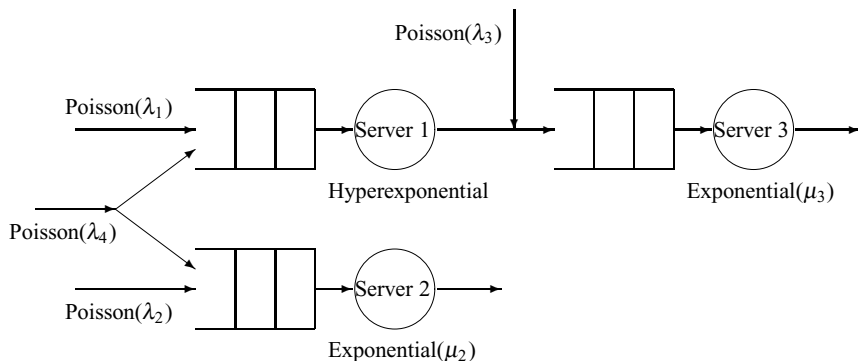 Poisson(λ₃)
Poisson(λ₁)
Server 1
Server 3
Hyperexponential
Exponential(μ₃)
Poisson(λ₄)
Server 2
Poisson(λ₂)
Exponential(μ₂)